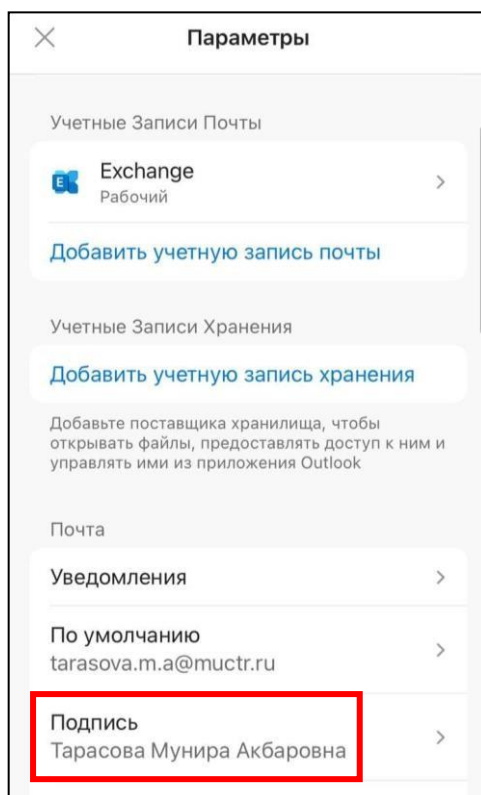 Параметры
Учетные Записи Почты
Exchange
Рабочий
Добавить учетную запись почты
Учетные Записи Хранения
Добавить учетную запись хранения
Добавьте поставщика хранилища, чтобы
открывать файлы, предоставлять доступ к ним и
управлять ими из приложения Outlook
Почта
Уведомления
По умолчанию
tarasova.m.a@muctr.ru
Подпись
Тарасова Мунира Акбаровна